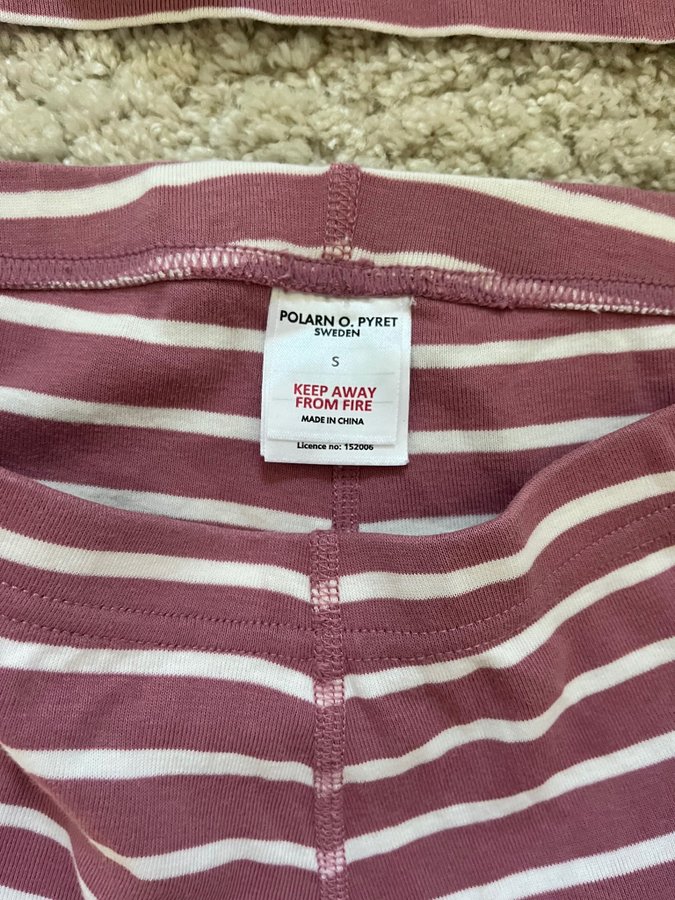 POLARN O. PYRET
SWEDEN
S
KEEP AWAY
FROM FIRE
MADE IN CHINA
Licence no: 152006